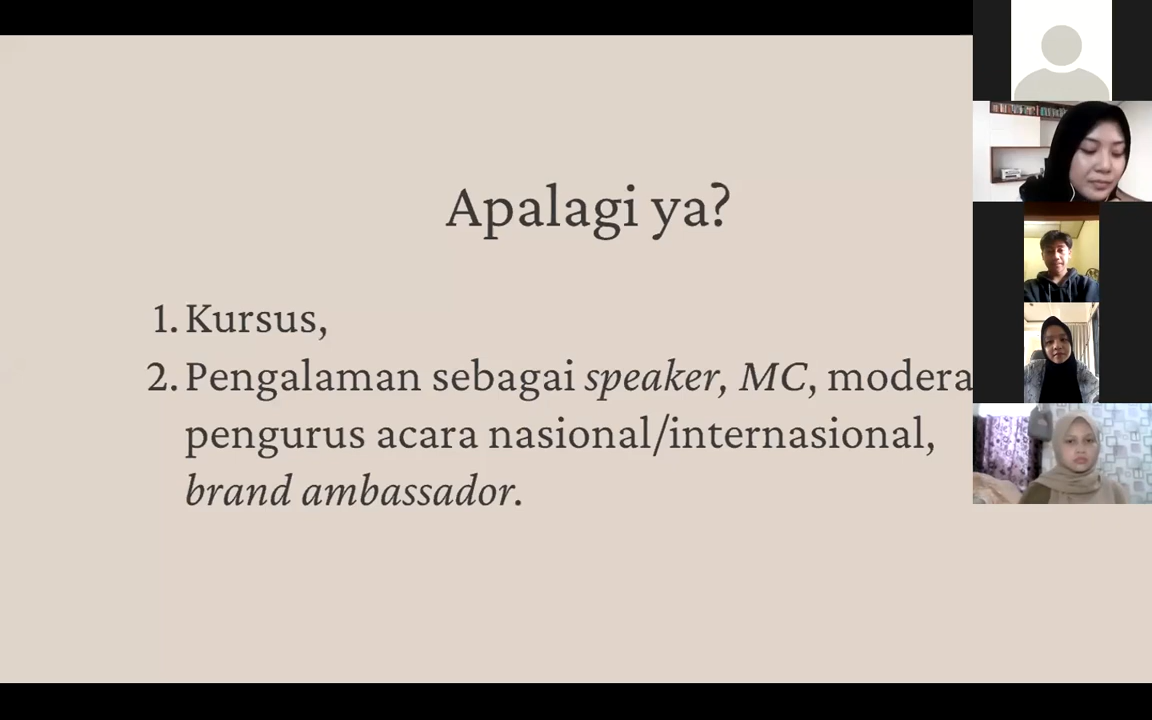 Apalagi ya?
1. Kursus,
2. Pengalaman sebagai speaker, MC, modera
pengurus acara nasional/internasional,
brand ambassador.